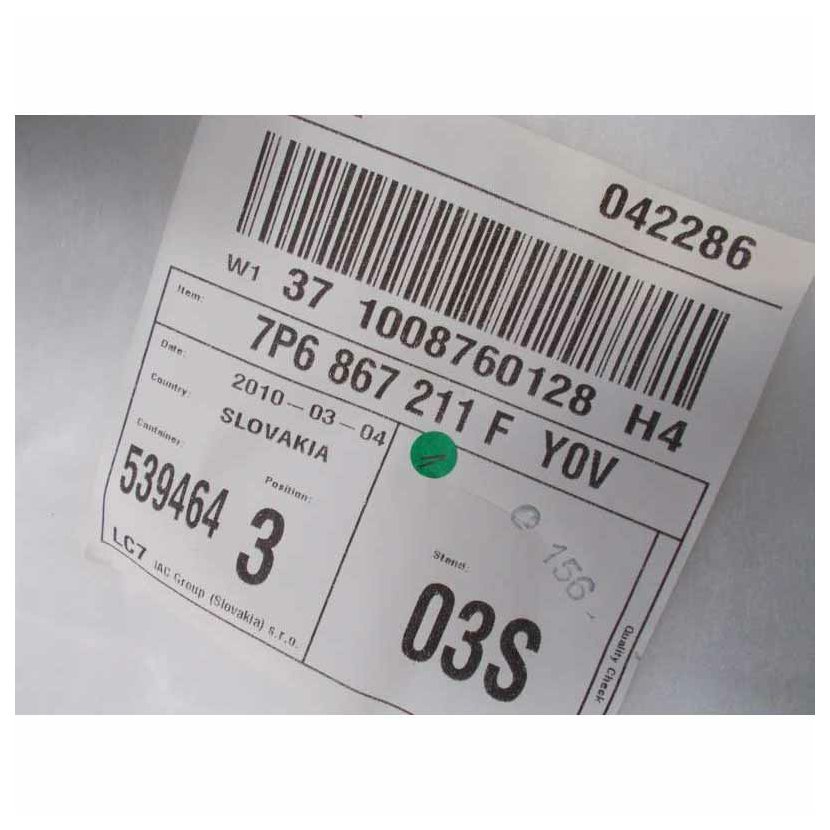 042286
W1 37 1008760128 H4
Item: 7P6 867 211 F Y0V
Date: 2010-03-04
Country: SLOVAKIA
Container: 539464
Position: 3
LC7 IAC Group (Slovakia) s.r.o.
Stend: 03S
156
Quality Check